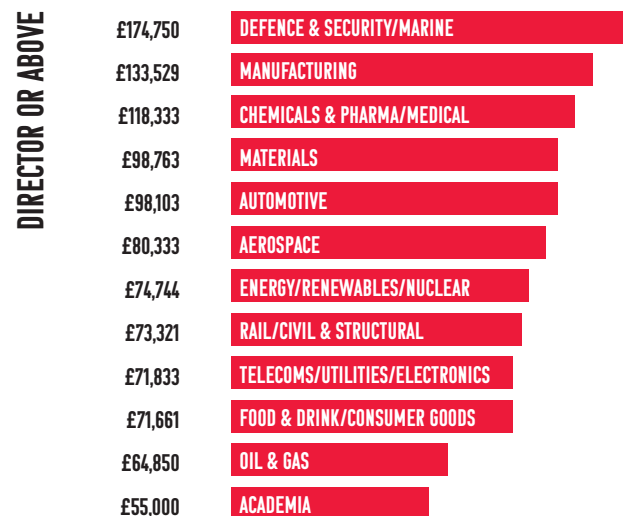 DIRECTOR OR ABOVE
£174,750 DEFENCE & SECURITY/MARINE
£133,529 MANUFACTURING
£118,333 CHEMICALS & PHARMA/MEDICAL
£98,763 MATERIALS
£98,103 AUTOMOTIVE
£80,333 AEROSPACE
£74,744 ENERGY/RENEWABLES/NUCLEAR
£73,321 RAIL/CIVIL & STRUCTURAL
£71,833 TELECOMS/UTILITIES/ELECTRONICS
£71,661 FOOD & DRINK/CONSUMER GOODS
£64,850 OIL & GAS
£55,000 ACADEMIA